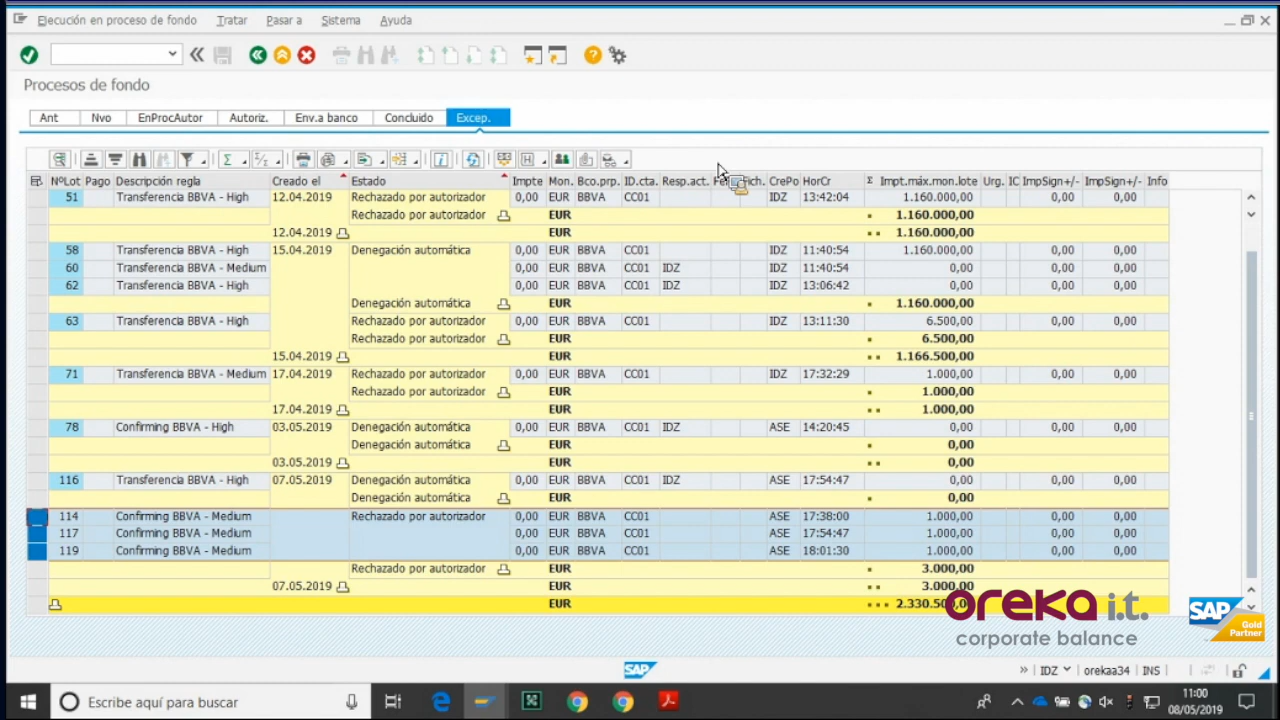 Ejecución en proceso de fondo Tratar Pasar a Sistema Ayuda
Procesos de fondo
Ant Nvo EnProcAutor Autoriz. Env.a banco Concluido Excep.
NºLot Pago Descripción regla Creado el Estado Impte Mon. Bco.prp. ID.cta. Resp.act. CrePo HorCr Σ Impt.máx.mon.lote Urg. IC ImpSign+/- ImpSign+/- Info
51 Transferencia BBVA - High 12.04.2019 Rechazado por autorizador 0,00 EUR BBVA CC01 IDZ 13:42:04 1.160.000,00 0,00 0,00
Rechazado por autorizador EUR 1.160.000,00
12.04.2019 EUR 1.160.000,00
58 Transferencia BBVA - High 15.04.2019 Denegación automática 0,00 EUR BBVA CC01 IDZ 11:40:54 1.160.000,00 0,00 0,00
60 Transferencia BBVA - Medium 0,00 EUR BBVA CC01 IDZ IDZ 11:40:54 0,00 0,00 0,00
62 Transferencia BBVA - High 0,00 EUR BBVA CC01 IDZ IDZ 13:06:42 0,00 0,00 0,00
Denegación automática EUR 1.160.000,00
63 Transferencia BBVA - High Rechazado por autorizador 0,00 EUR BBVA CC01 IDZ 13:11:30 6.500,00 0,00 0,00
Rechazado por autorizador EUR 6.500,00
15.04.2019 EUR 1.166.500,00
71 Transferencia BBVA - Medium 17.04.2019 Rechazado por autorizador 0,00 EUR BBVA CC01 IDZ 17:32:29 1.000,00 0,00 0,00
Rechazado por autorizador EUR 1.000,00
17.04.2019 EUR 1.000,00
78 Confirming BBVA - High 03.05.2019 Denegación automática 0,00 EUR BBVA CC01 IDZ ASE 14:20:45 0,00 0,00 0,00
Denegación automática EUR 0,00
03.05.2019 EUR 0,00
116 Transferencia BBVA - High 07.05.2019 Denegación automática 0,00 EUR BBVA CC01 IDZ ASE 17:54:47 0,00 0,00 0,00
Denegación automática EUR 0,00
114 Confirming BBVA - Medium Rechazado por autorizador 0,00 EUR BBVA CC01 ASE 17:38:00 1.000,00 0,00 0,00
117 Confirming BBVA - Medium 0,00 EUR BBVA CC01 ASE 17:54:47 1.000,00 0,00 0,00
119 Confirming BBVA - Medium 0,00 EUR BBVA CC01 ASE 18:01:30 1.000,00 0,00 0,00
Rechazado por autorizador EUR 3.000,00
07.05.2019 EUR 3.000,00
EUR
oreka i.t.
corporate balance
SAP Gold Partner
SAP
» IDZ orekaa34 INS
Escribe aquí para buscar
11:00
08/05/2019